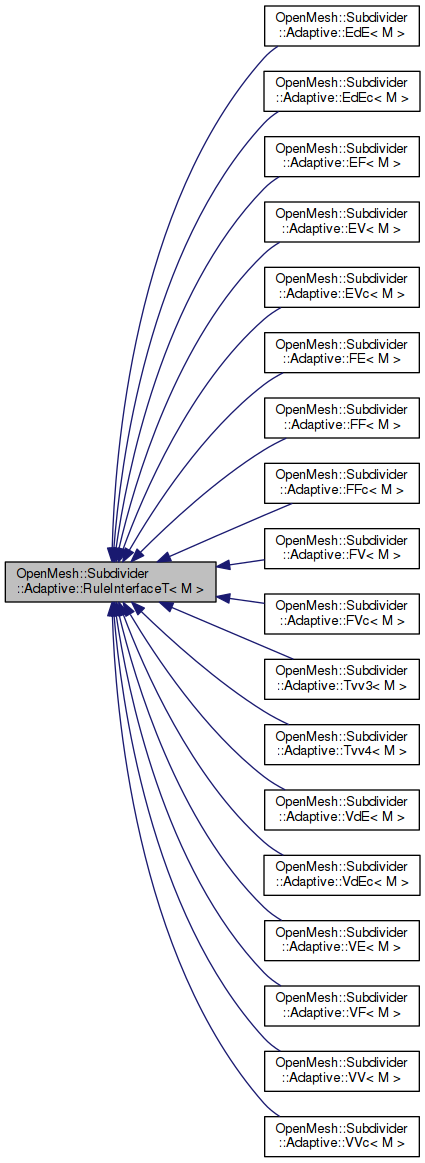 OpenMesh::Subdivider
::Adaptive::EdE< M >
OpenMesh::Subdivider
::Adaptive::EdEc< M >
OpenMesh::Subdivider
::Adaptive::EF< M >
OpenMesh::Subdivider
::Adaptive::EV< M >
OpenMesh::Subdivider
::Adaptive::EVc< M >
OpenMesh::Subdivider
::Adaptive::FE< M >
OpenMesh::Subdivider
::Adaptive::FF< M >
OpenMesh::Subdivider
::Adaptive::FFc< M >
OpenMesh::Subdivider
::Adaptive::FV< M >
OpenMesh::Subdivider
::Adaptive::RuleInterfaceT< M >
OpenMesh::Subdivider
::Adaptive::FVc< M >
OpenMesh::Subdivider
::Adaptive::Tvv3< M >
OpenMesh::Subdivider
::Adaptive::Tvv4< M >
OpenMesh::Subdivider
::Adaptive::VdE< M >
OpenMesh::Subdivider
::Adaptive::VdEc< M >
OpenMesh::Subdivider
::Adaptive::VE< M >
OpenMesh::Subdivider
::Adaptive::VF< M >
OpenMesh::Subdivider
::Adaptive::VV< M >
OpenMesh::Subdivider
::Adaptive::VVc< M >